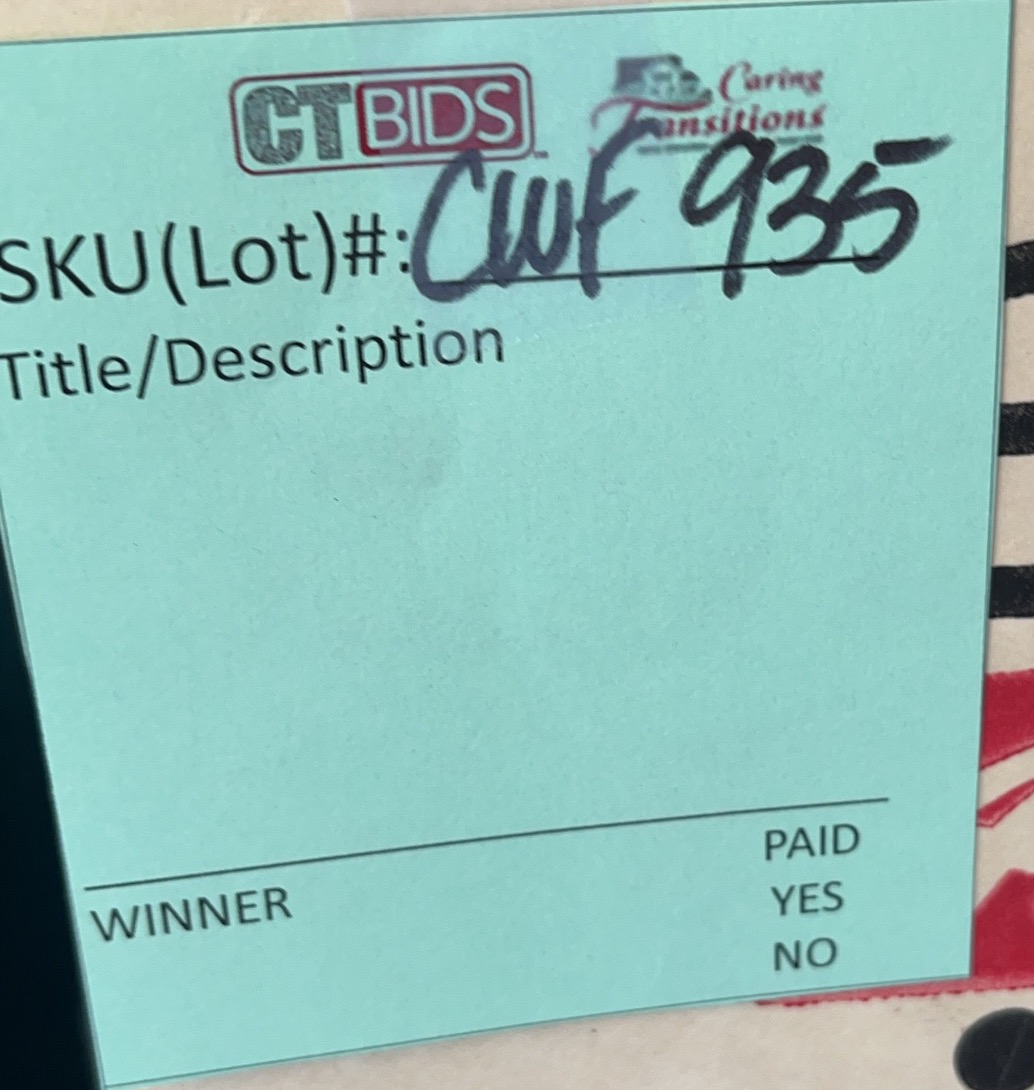 CTBIDS
Caring
Transitions
SKU(Lot)#: CWF 935
Title/Description
PAID
WINNER
YES
NO